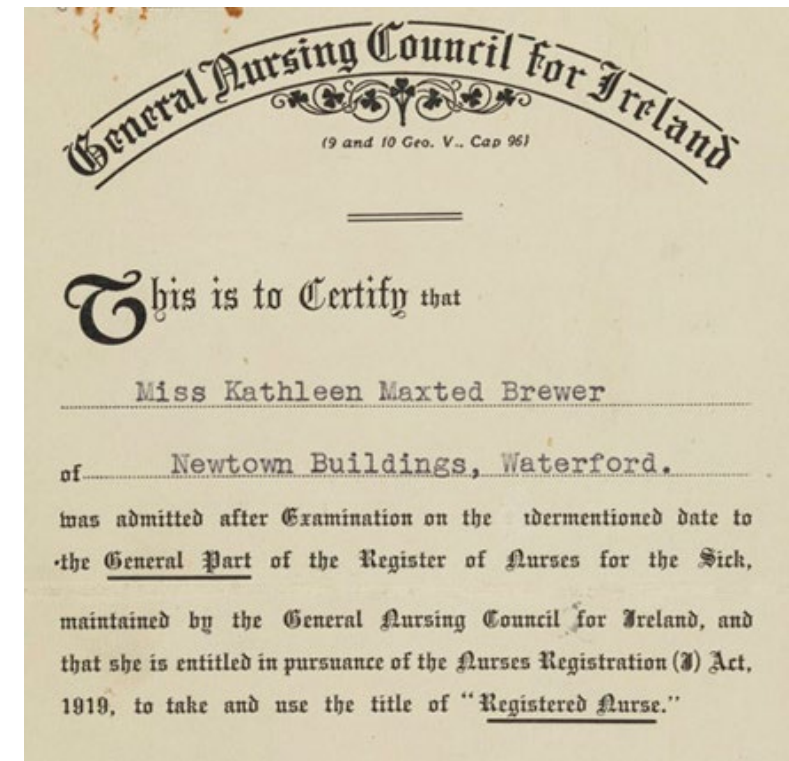 General Nursing Council for Ireland
(9 and 10 Geo. V., Cap 96)
This is to Certify that
Miss Kathleen Maxted Brewer
of Newtown Buildings, Waterford.
was admitted after Examination on the dermentioned date to
the General Part of the Register of Nurses for the Sick,
maintained by the General Nursing Council for Ireland, and
that she is entitled in pursuance of the Nurses Registration (I) Act,
1919, to take and use the title of "Registered Nurse."